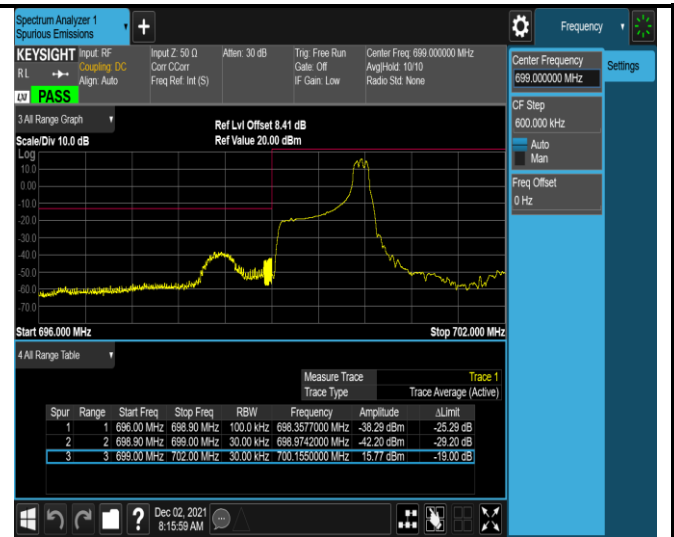 Spectrum Analyzer 1
Spurious Emissions
+
Frequency
KEYSIGHT
Input: RF
Input Z: 50 Ω
Atten: 30 dB
Trig: Free Run
Center Freq: 699.000000 MHz
R L
Coupling: DC
Corr CCorr
Gate: Off
Avg|Hold: 10/10
Align: Auto
Freq Ref: Int (S)
IF Gain: Low
Radio Std: None
LXI
PASS
Center Frequency
699.000000 MHz
Settings
CF Step
600.000 kHz
Auto
Man
Freq Offset
0 Hz
3 All Range Graph
Ref Lvl Offset 8.41 dB
Scale/Div 10.0 dB
Ref Value 20.00 dBm
Log
10.0
0.00
-10.0
-20.0
-30.0
-40.0
-50.0
-60.0
-70.0
Start 696.000 MHz
Stop 702.000 MHz
4 All Range Table
Measure Trace Trace 1
Trace Type Trace Average (Active)
Spur Range Start Freq Stop Freq RBW Frequency Amplitude ΔLimit
1 1 696.00 MHz 698.90 MHz 100.0 kHz 698.3577000 MHz -38.29 dBm -25.29 dB
2 2 698.90 MHz 699.00 MHz 30.00 kHz 698.9742000 MHz -42.20 dBm -29.20 dB
3 3 699.00 MHz 702.00 MHz 30.00 kHz 700.1550000 MHz 15.77 dBm -19.00 dB
?
Dec 02, 2021
8:15:59 AM